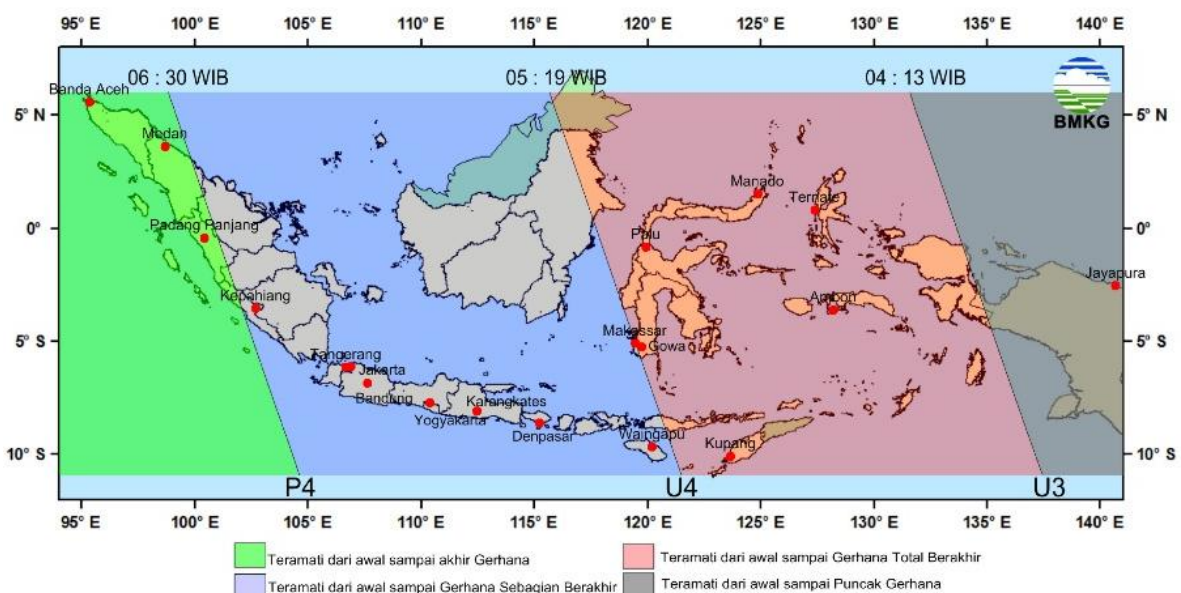 95° E 100° E 105° E 110° E 115° E 120° E 125° E 130° E 135° E 140° E
06 : 30 WIB 05 : 19 WIB 04 : 13 WIB
BMKG
Banda Aceh
5° N 5° N
Medan
Manado
Ternate
0° 0°
Padang Panjang
Palu
Jayapura
Kepahiang
Ambon
Makassar
5° S Gowa 5° S
Tangerang
Jakarta
Bandung
Karangkates
Yogyakarta
Denpasar
Waingapu
Kupang
10° S 10° S
P4 U4 U3
95° E 100° E 105° E 110° E 115° E 120° E 125° E 130° E 135° E 140° E
Teramati dari awal sampai akhir Gerhana
Teramati dari awal sampai Gerhana Total Berakhir
Teramati dari awal sampai Gerhana Sebagian Berakhir
Teramati dari awal sampai Puncak Gerhana